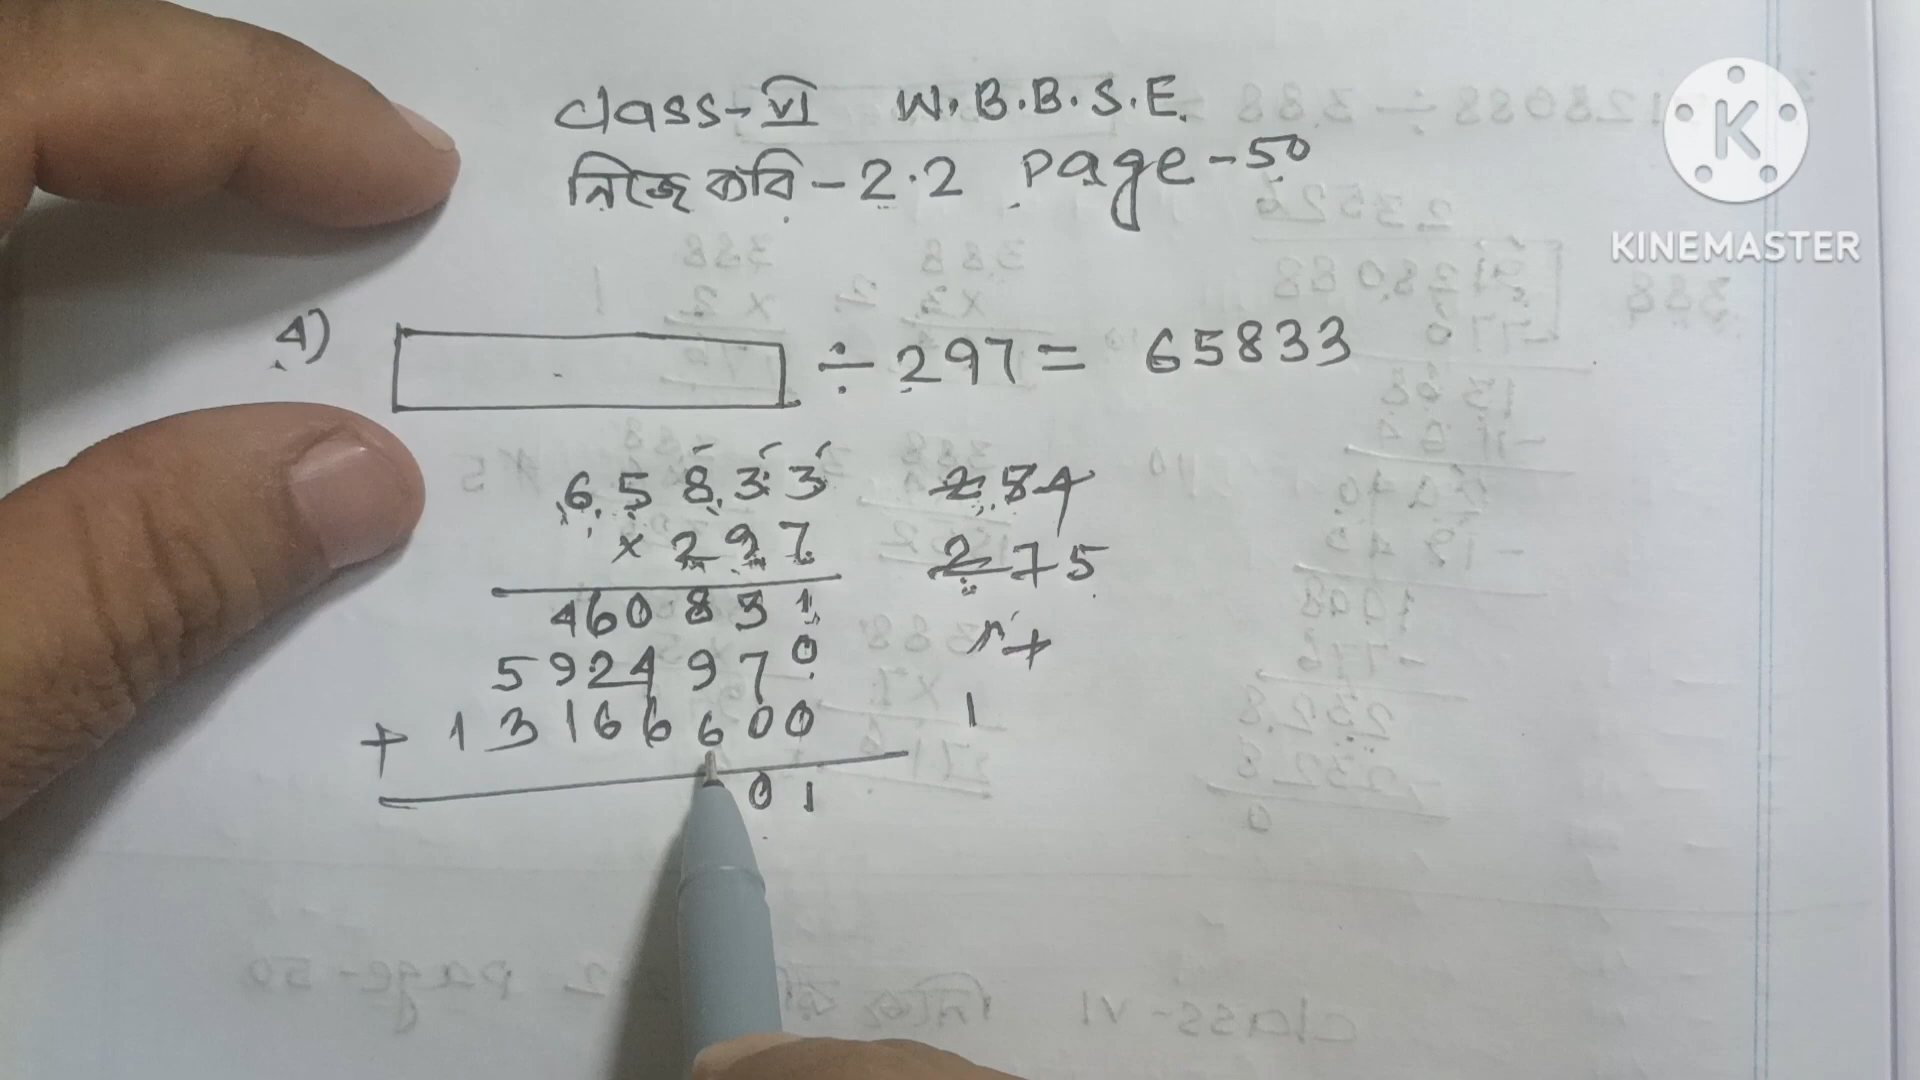 class-VI W.B.B.S.E.
নিজে করি - 2.2 page-50
KINEMASTER
4) ÷ 297 = 65833
65833 284
× 297 275
460831
5924970
+ 13166600 1
01